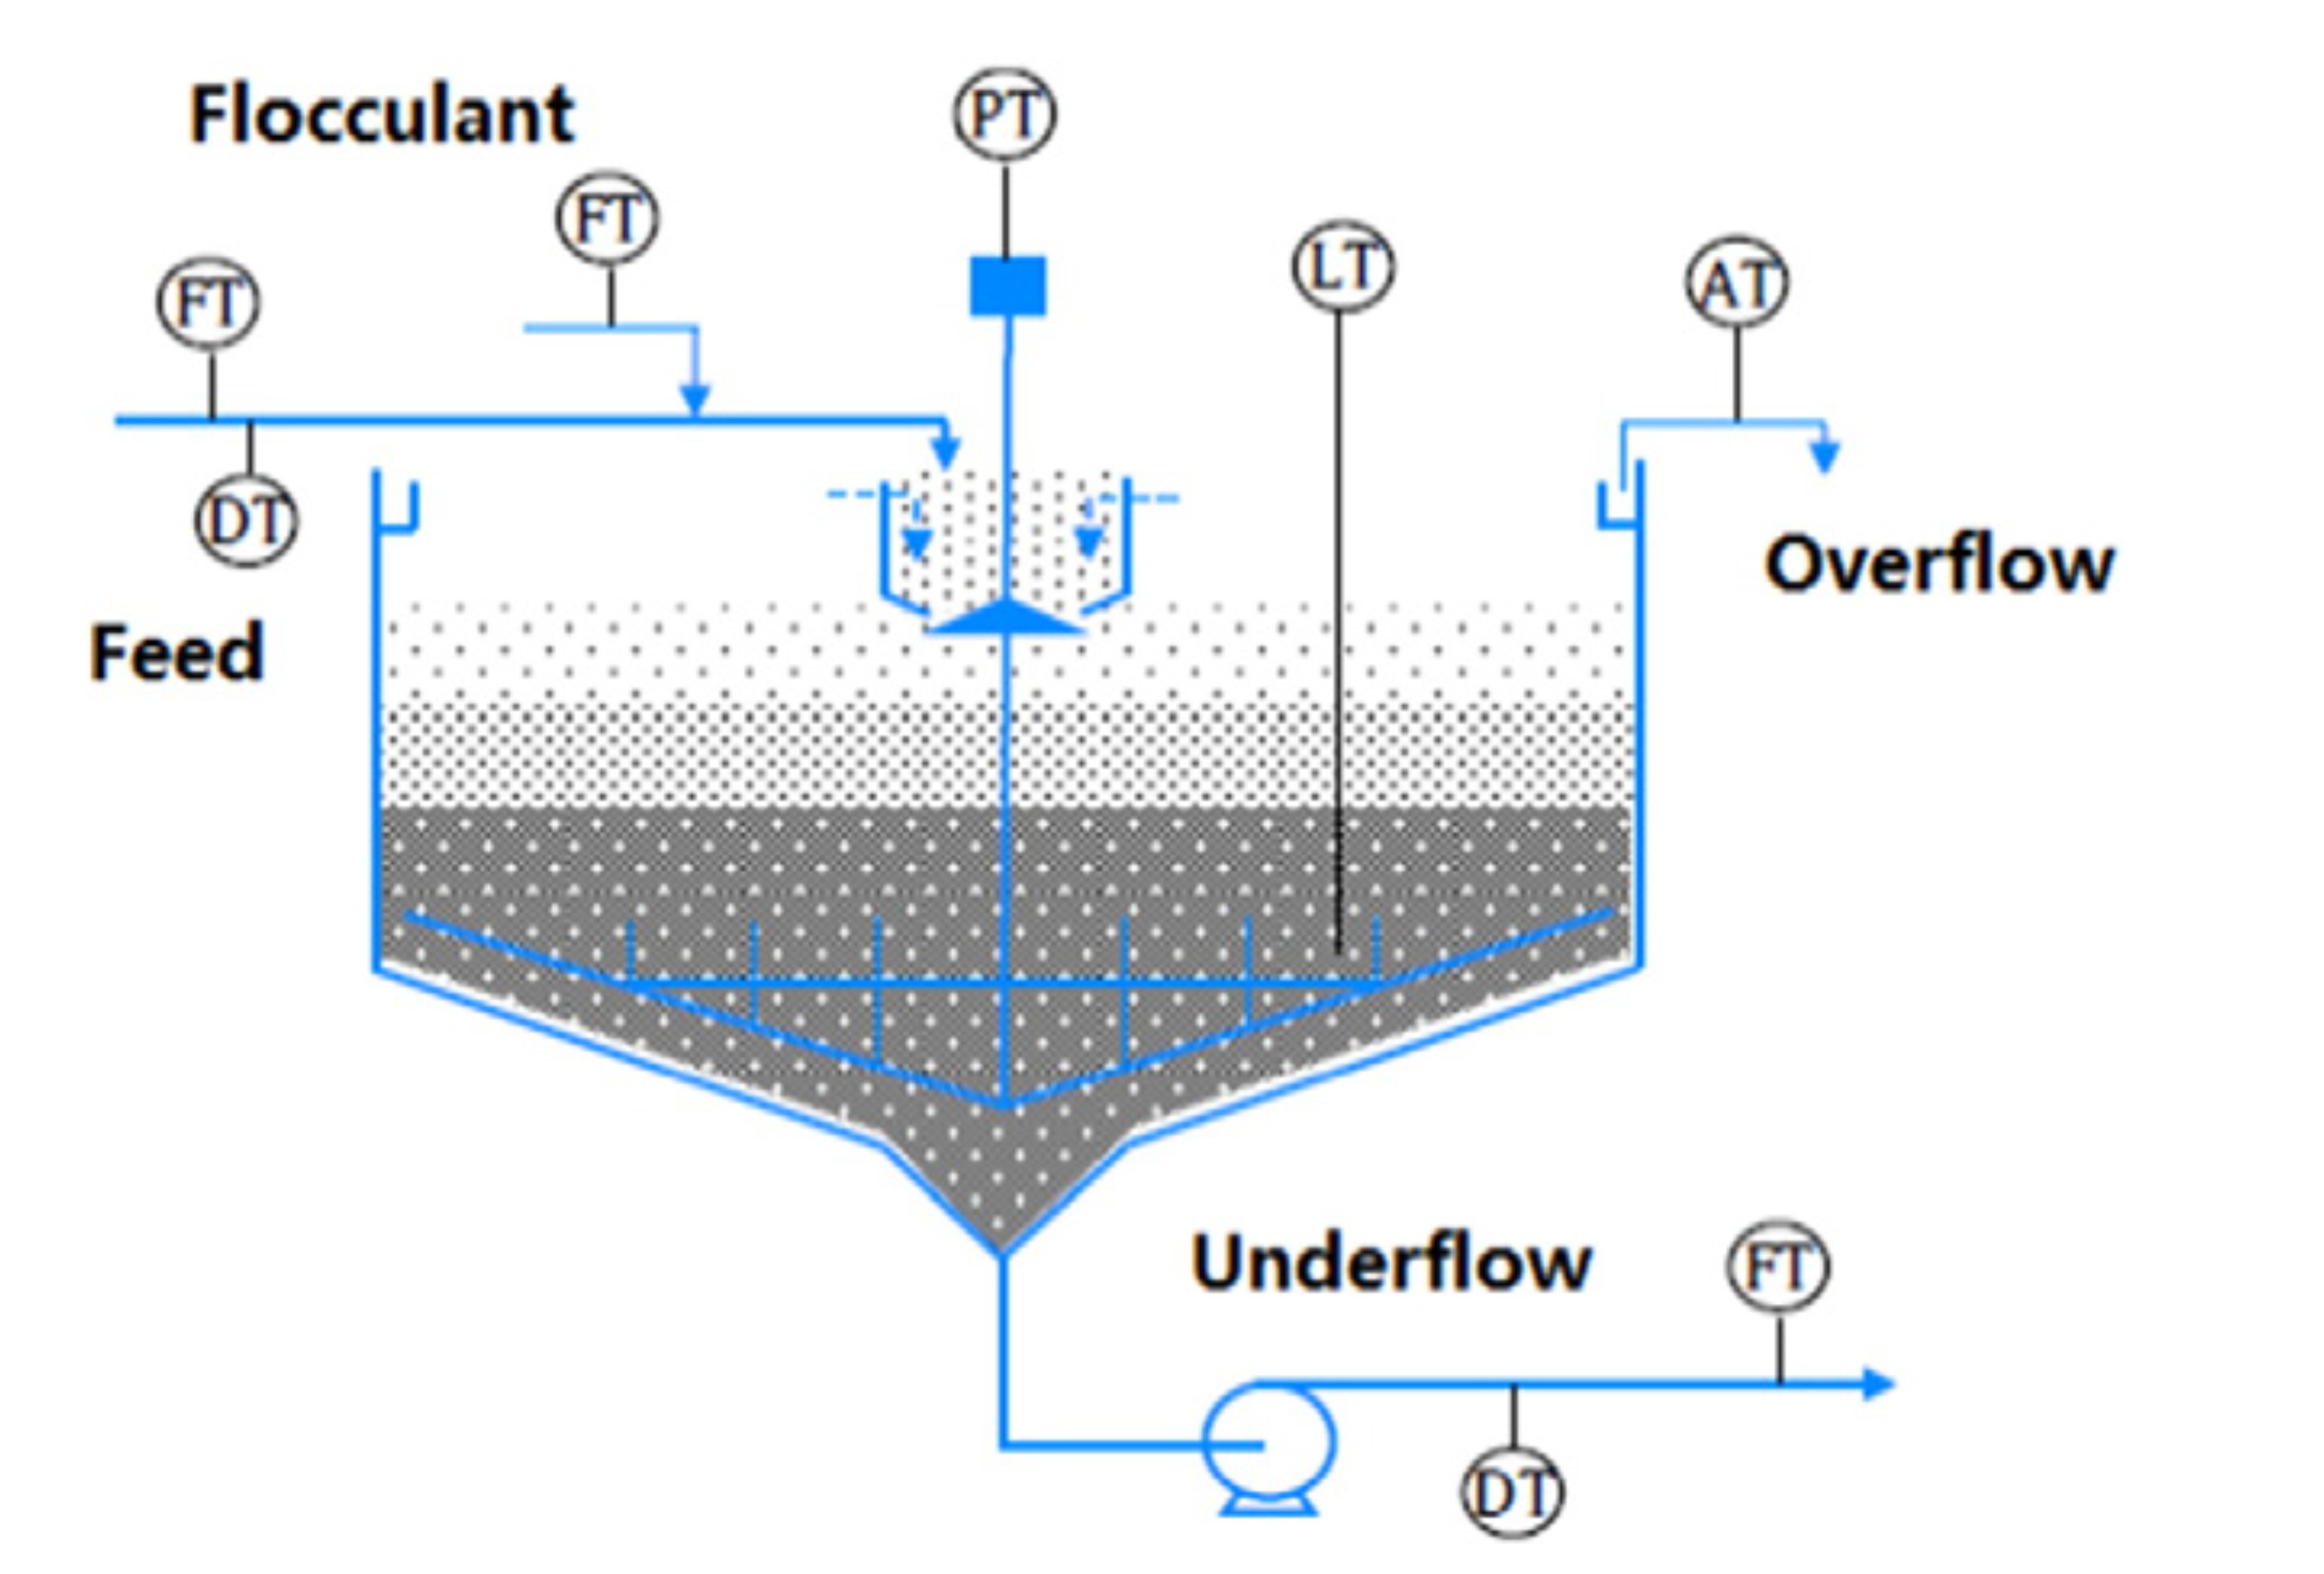 Flocculant
PT
FT
LT
AT
FT
DT
Overflow
Feed
Underflow
FT
DT